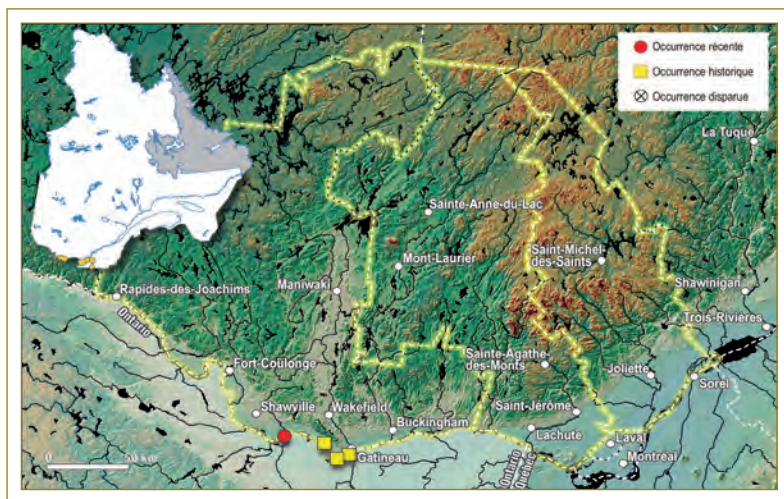 Occurrence récente
Occurrence historique
Occurrence disparue
La Tuque
Sainte-Anne-du-Lac
Saint-Michel-
des-Saints
Mont-Laurier
Maniwaki
Shawinigan
Rapides-des-Joachims
Trois-Rivières
Ontario
Fort-Coulonge
Sainte-Agathe-
des-Monts
Joliette
Sorel
Shawville
Wakefield
Buckingham
Saint-Jérôme
Lachute
Laval
Gatineau
Montréal
Ontario
Québec
0 50 km